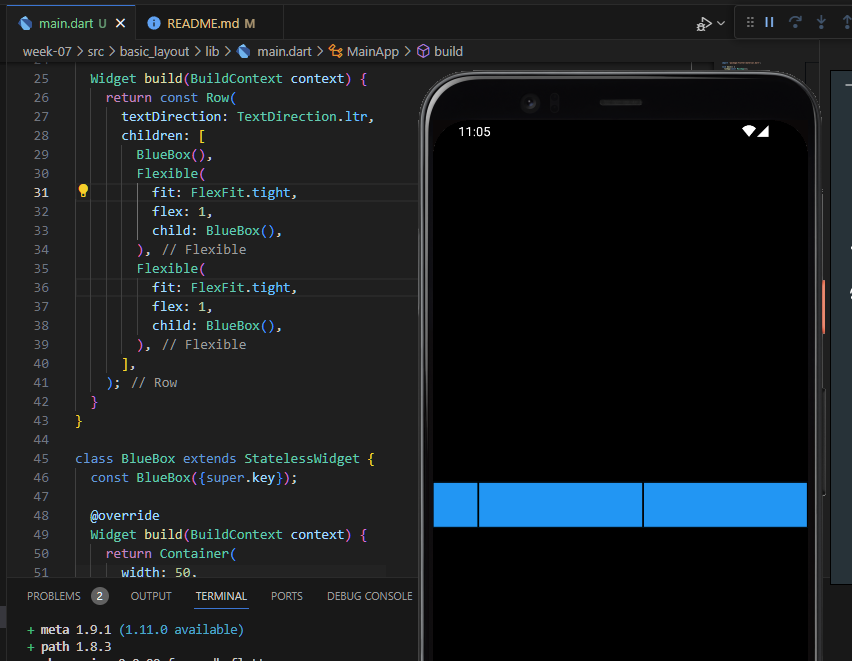 main.dart U
README.md M
week-07 > src > basic_layout > lib > main.dart > MainApp > build
25 Widget build(BuildContext context) {
26 return const Row(
27 textDirection: TextDirection.ltr,
28 children: [
29 BlueBox(),
30 Flexible(
31 fit: FlexFit.tight,
32 flex: 1,
33 child: BlueBox(),
34 ), // Flexible
35 Flexible(
36 fit: FlexFit.tight,
37 flex: 1,
38 child: BlueBox(),
39 ), // Flexible
40 ],
41 ); // Row
42 }
43 }
44
45 class BlueBox extends StatelessWidget {
46 const BlueBox({super.key});
47
48 @override
49 Widget build(BuildContext context) {
50 return Container(
51 width: 50,
11:05
PROBLEMS 2 OUTPUT TERMINAL PORTS DEBUG CONSOLE
+ meta 1.9.1 (1.11.0 available)
+ path 1.8.3